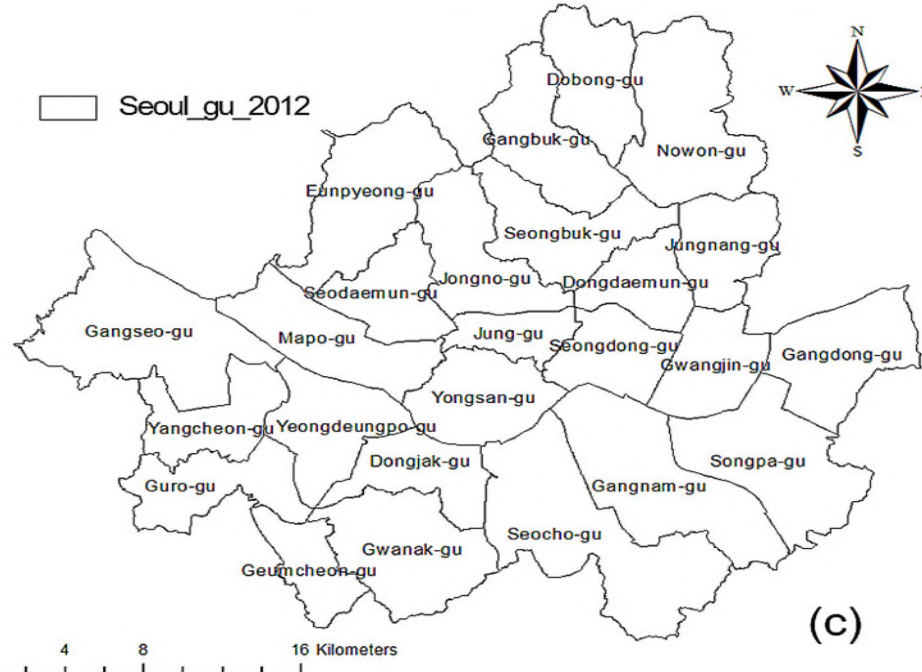 N
W
S
Seoul_gu_2012
Dobong-gu
Gangbuk-gu
Nowon-gu
Eunpyeong-gu
Seongbuk-gu
Jungnang-gu
Jongno-gu
Dongdaemun-gu
Seodaemun-gu
Gangseo-gu
Mapo-gu
Jung-gu
Seongdong-gu
Gwangjin-gu
Gangdong-gu
Yongsan-gu
Yangcheon-gu
Yeongdeungpo-gu
Dongjak-gu
Songpa-gu
Guro-gu
Gangnam-gu
Seocho-gu
Gwanak-gu
Geumcheon-gu
(c)
4 8 16 Kilometers